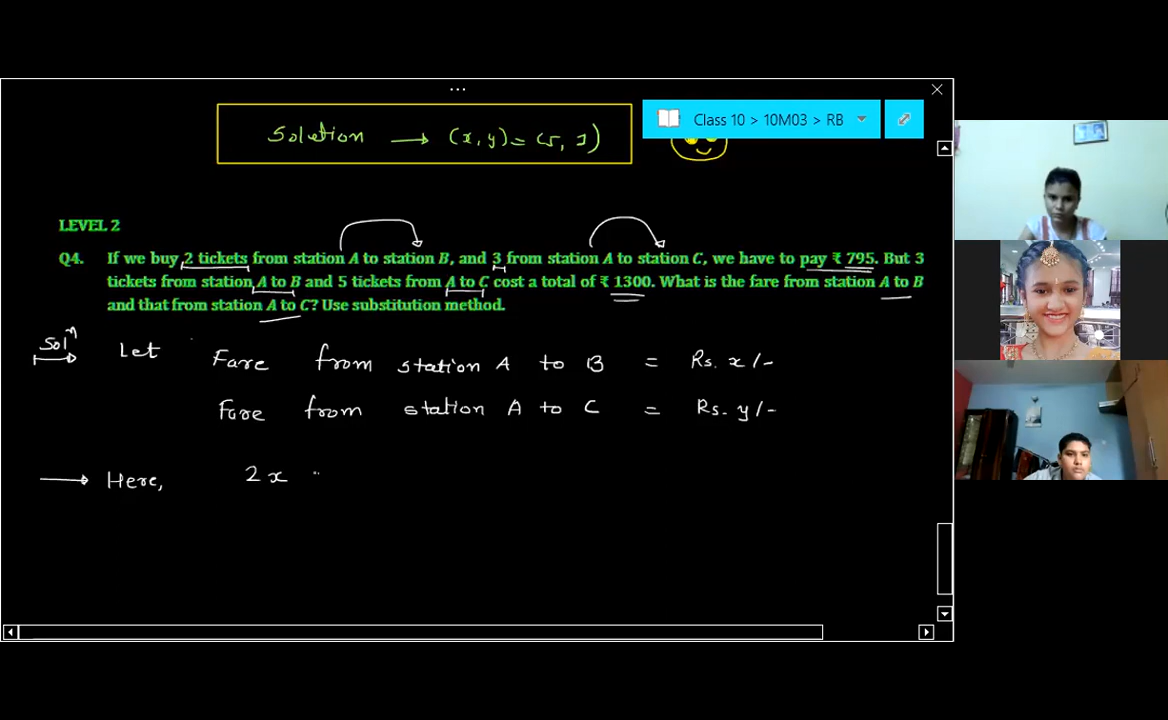 Solution → (x, y) = (5, 1)
Class 10 > 10M03 > RB
LEVEL 2
Q4. If we buy 2 tickets from station A to station B, and 3 from station A to station C, we have to pay ₹ 795. But 3
tickets from station A to B and 5 tickets from A to C cost a total of ₹ 1300. What is the fare from station A to B
and that from station A to C? Use substitution method.
Solⁿ Let Fare from station A to B = Rs. x/-
Fare from station A to C = Rs. y/-
→ Here, 2x